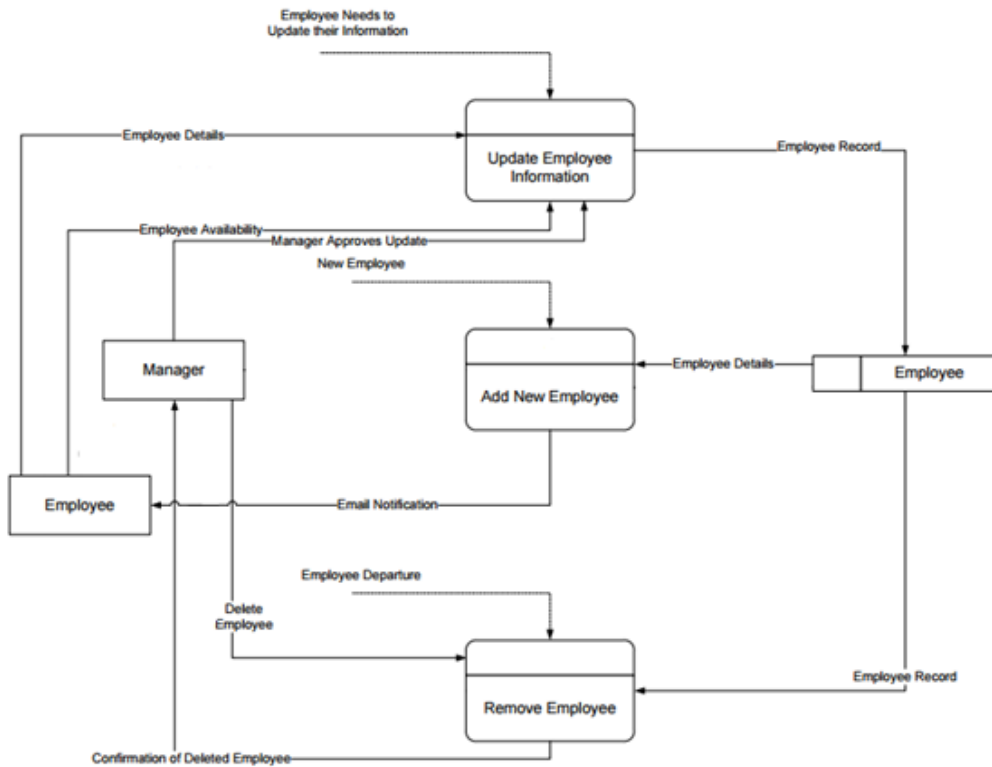 Employee Needs to
Update their Information
Employee Details
Update Employee
Information
Employee Record
Employee Availability
Manager Approves Update
New Employee
Manager
Add New Employee
Employee Details
Employee
Employee
Email Notification
Employee Departure
Delete
Employee
Remove Employee
Employee Record
Confirmation of Deleted Employee